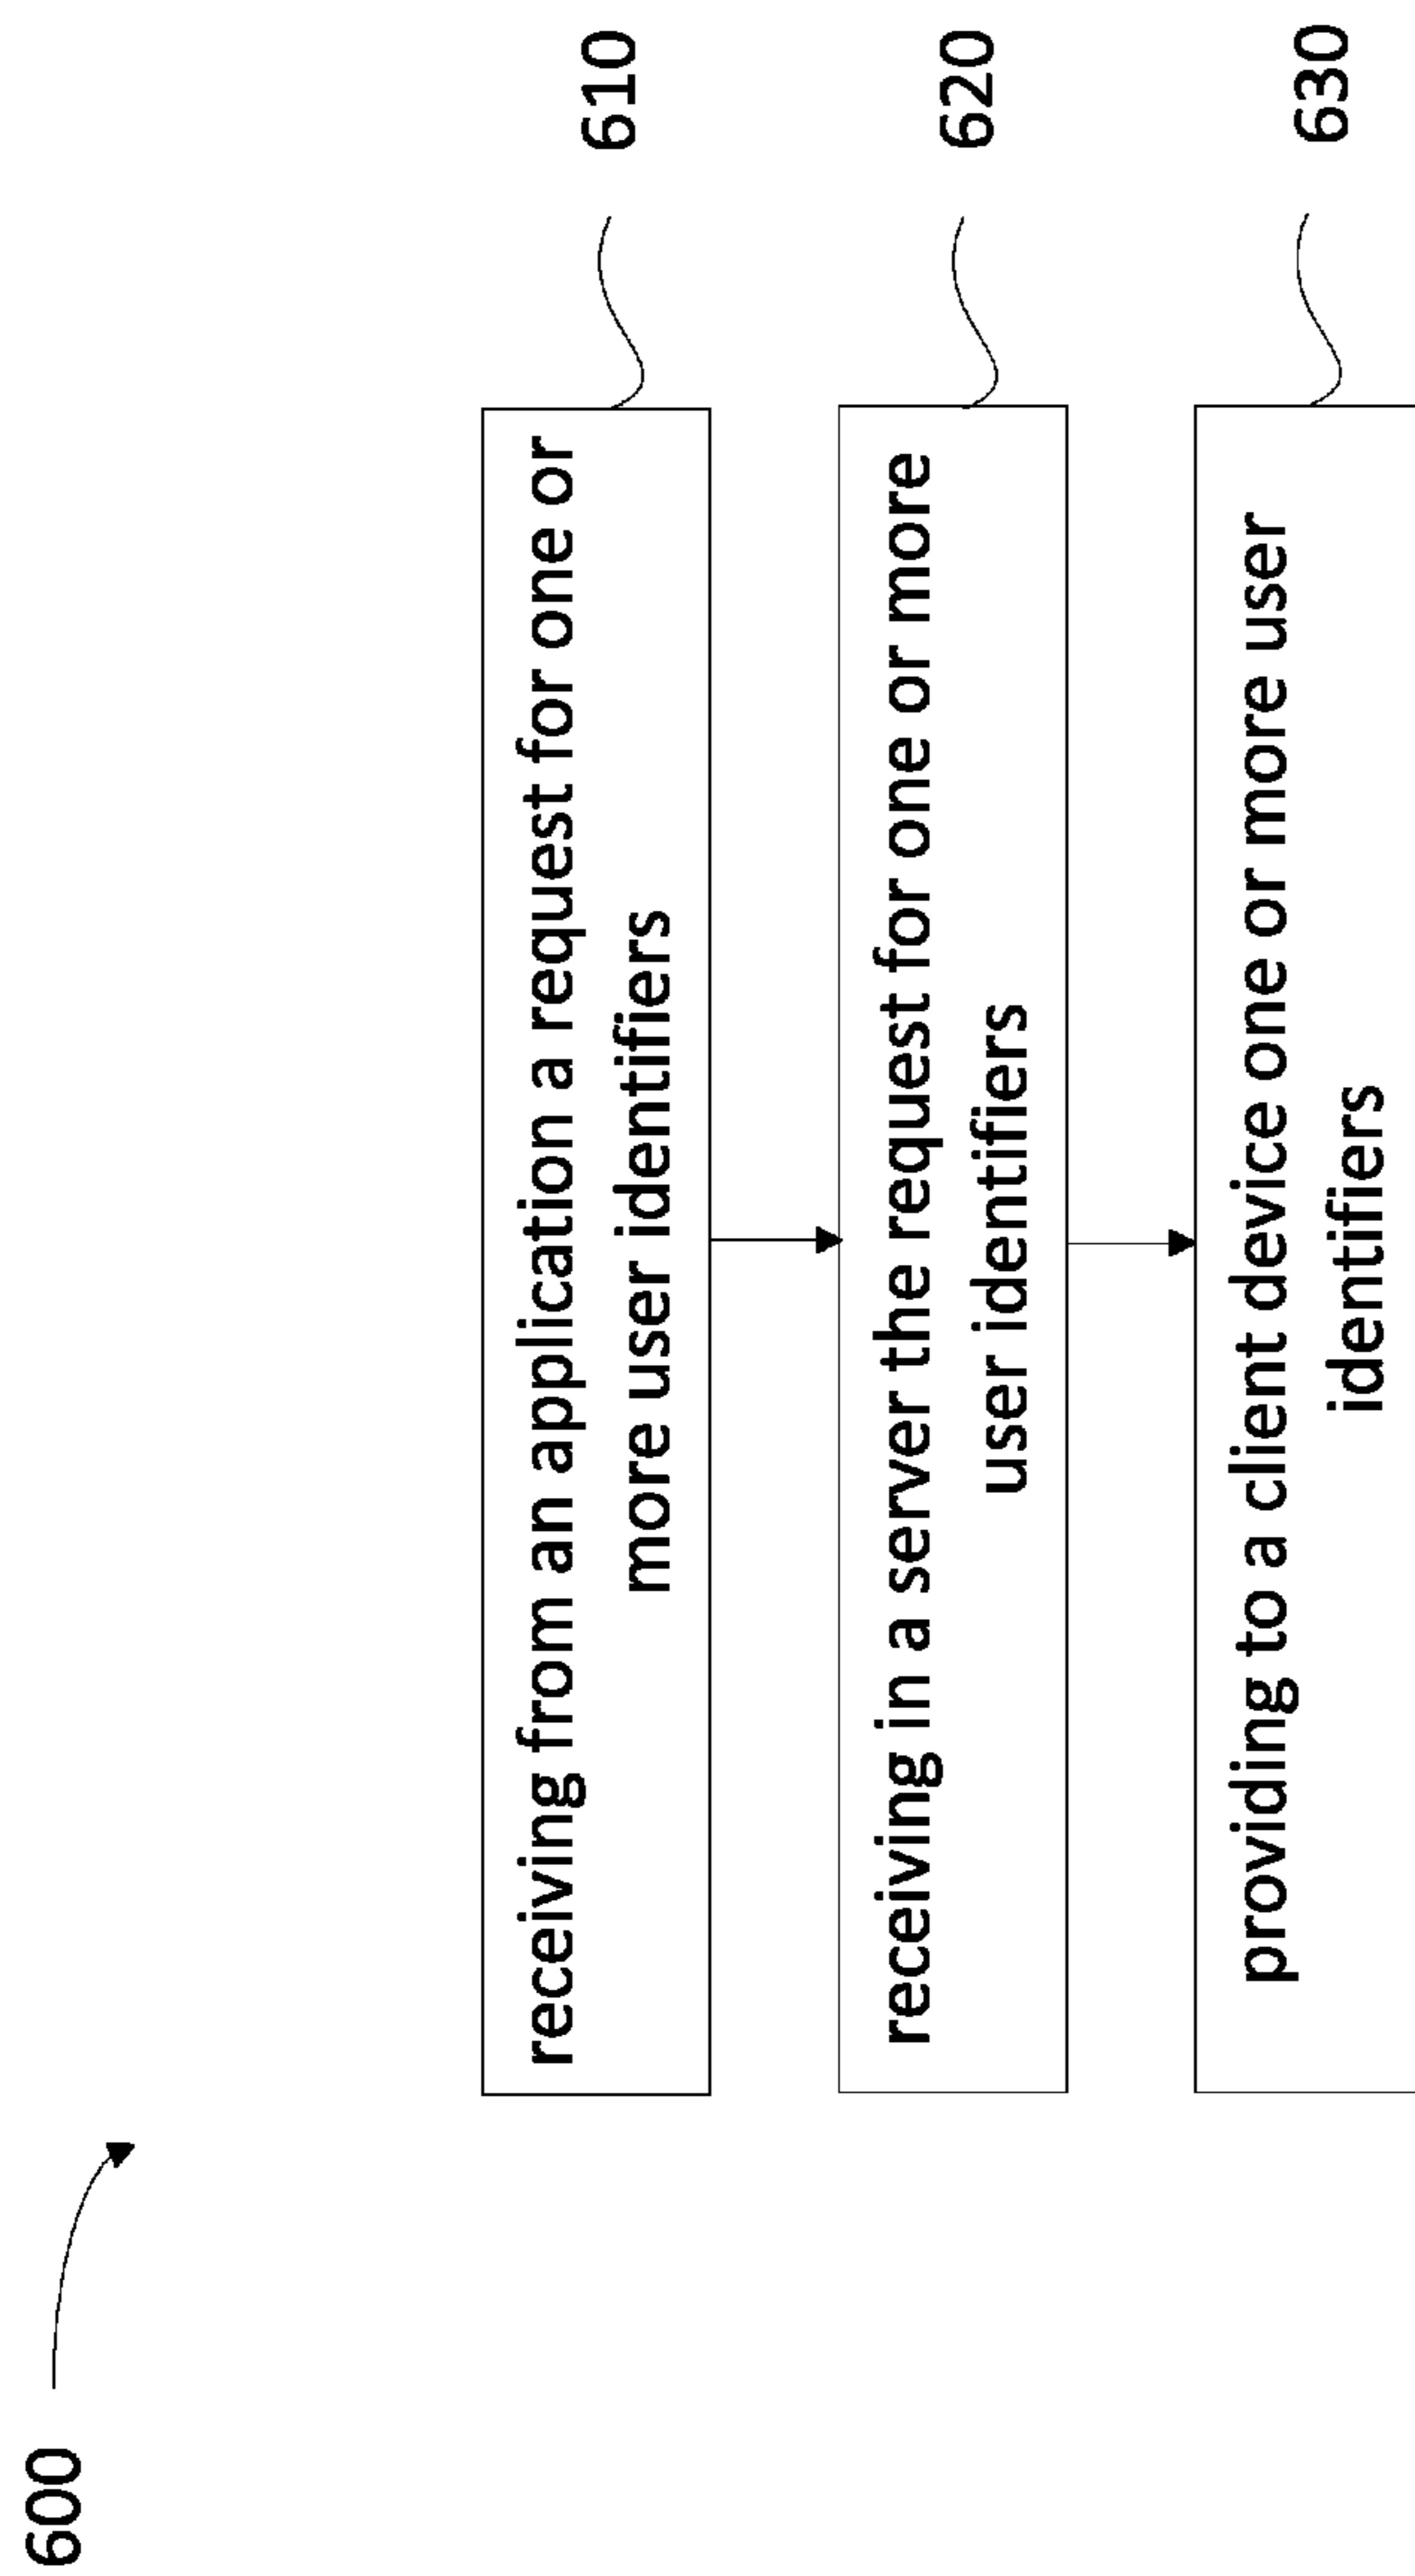 600
receiving from an application a request for one or
more user identifiers
610
receiving in a server the request for one or more
user identifiers
620
providing to a client device one or more user
identifiers
630